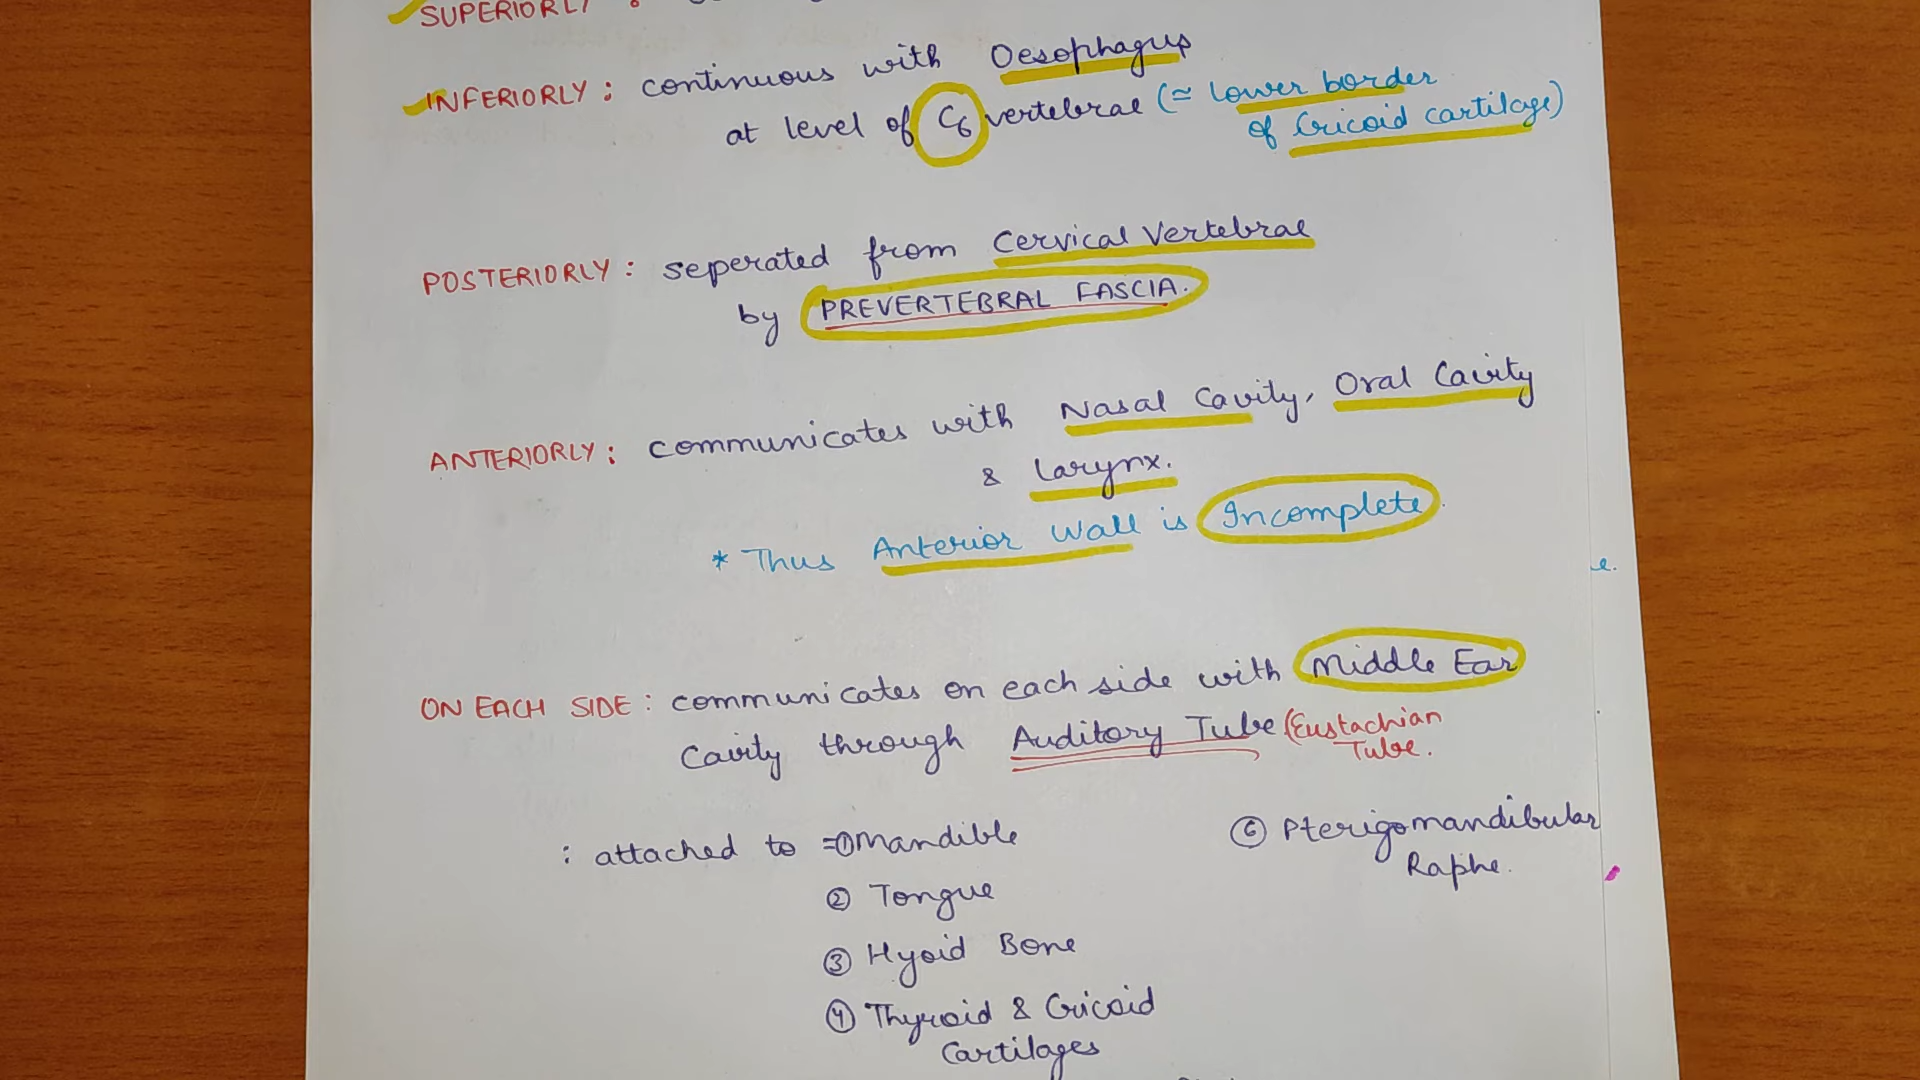 SUPERIORLY :
INFERIORLY : continuous with Oesophagus
at level of C6 vertebrae (≃ lower border
of Cricoid cartilage)
POSTERIORLY : seperated from Cervical Vertebrae
by PREVERTEBRAL FASCIA.
ANTERIORLY : communicates with Nasal Cavity, Oral Cavity
& Larynx.
* Thus Anterior Wall is Incomplete.
e.
ON EACH SIDE : communicates on each side with Middle Ear
Cavity through Auditory Tube (Eustachian
Tube.
: attached to =① Mandible
② Tongue
③ Hyoid Bone
④ Thyroid & Cricoid
Cartilages
⑥ Pterigomandibular
Raphe.